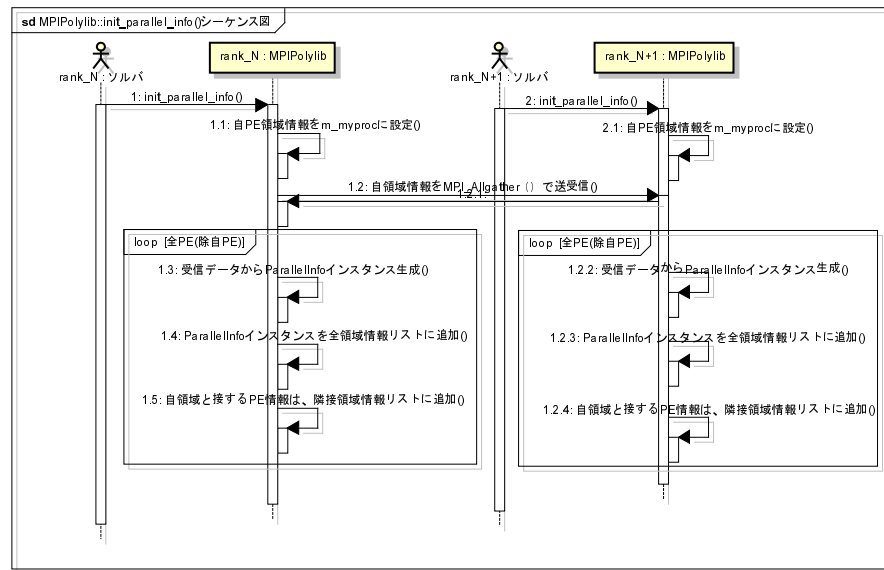 sd MPIPolylib::init_parallel_info()シーケンス図
rank_N : ソルバ
rank_N : MPIPolylib
rank_N+1 : ソルバ
rank_N+1 : MPIPolylib
1: init_parallel_info()
2: init_parallel_info()
1.1: 自PE領域情報をm_myprocに設定()
2.1: 自PE領域情報をm_myprocに設定()
1.2: 自領域情報をMPI_Allgather（）で送受信()
1.2.1:
loop [全PE(除自PE)]
loop [全PE(除自PE)]
1.3: 受信データからParallelInfoインスタンス生成()
1.2.2: 受信データからParallelInfoインスタンス生成()
1.4: ParallelInfoインスタンスを全領域情報リストに追加()
1.2.3: ParallelInfoインスタンスを全領域情報リストに追加()
1.5: 自領域と接するPE情報は、隣接領域情報リストに追加()
1.2.4: 自領域と接するPE情報は、隣接領域情報リストに追加()